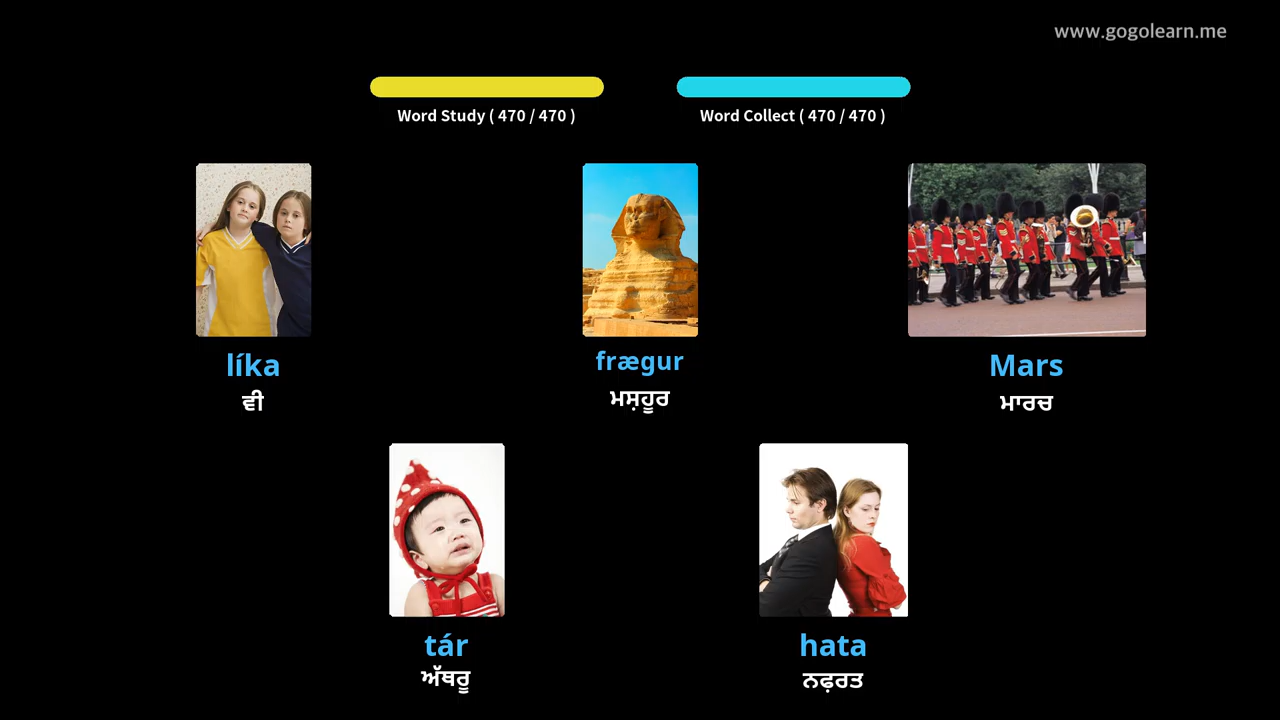 www.gogolearn.me
Word Study ( 470 / 470 )
Word Collect ( 470 / 470 )
líka
ਵੀ
frægur
ਮਸ਼ਹੂਰ
Mars
ਮਾਰਚ
tár
ਅੱਥਰੂ
hata
ਨਫ਼ਰਤ